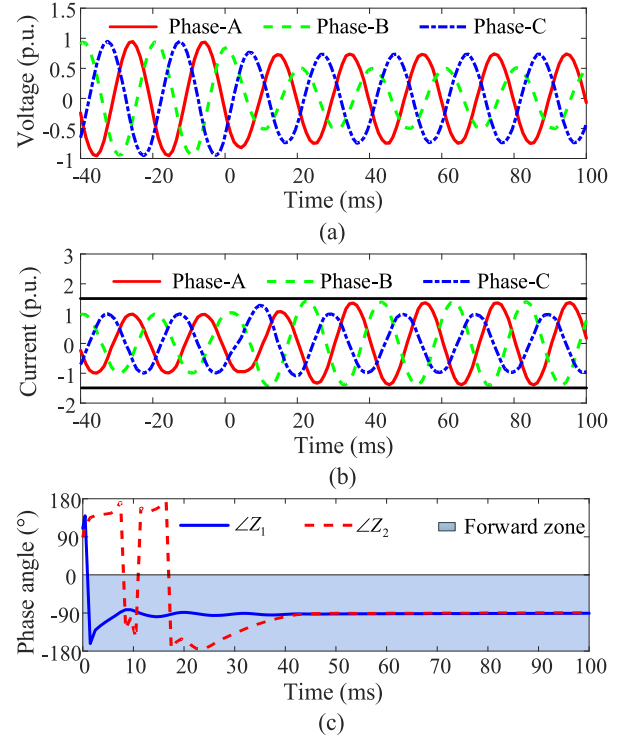 (a)
Voltage (p.u.)
1.5
1
0.5
0
-0.5
-1
Phase-A
Phase-B
Phase-C
-40
-20
0
20
40
60
80
100
Time (ms)
(a)
Current (p.u.)
3
2
1
0
-1
-2
Phase-A
Phase-B
Phase-C
-40
-20
0
20
40
60
80
100
Time (ms)
(b)
Phase angle (°)
180
90
0
-90
-180
∠Z1
∠Z2
Forward zone
0
10
20
30
40
50
60
70
80
90
100
Time (ms)
(c)